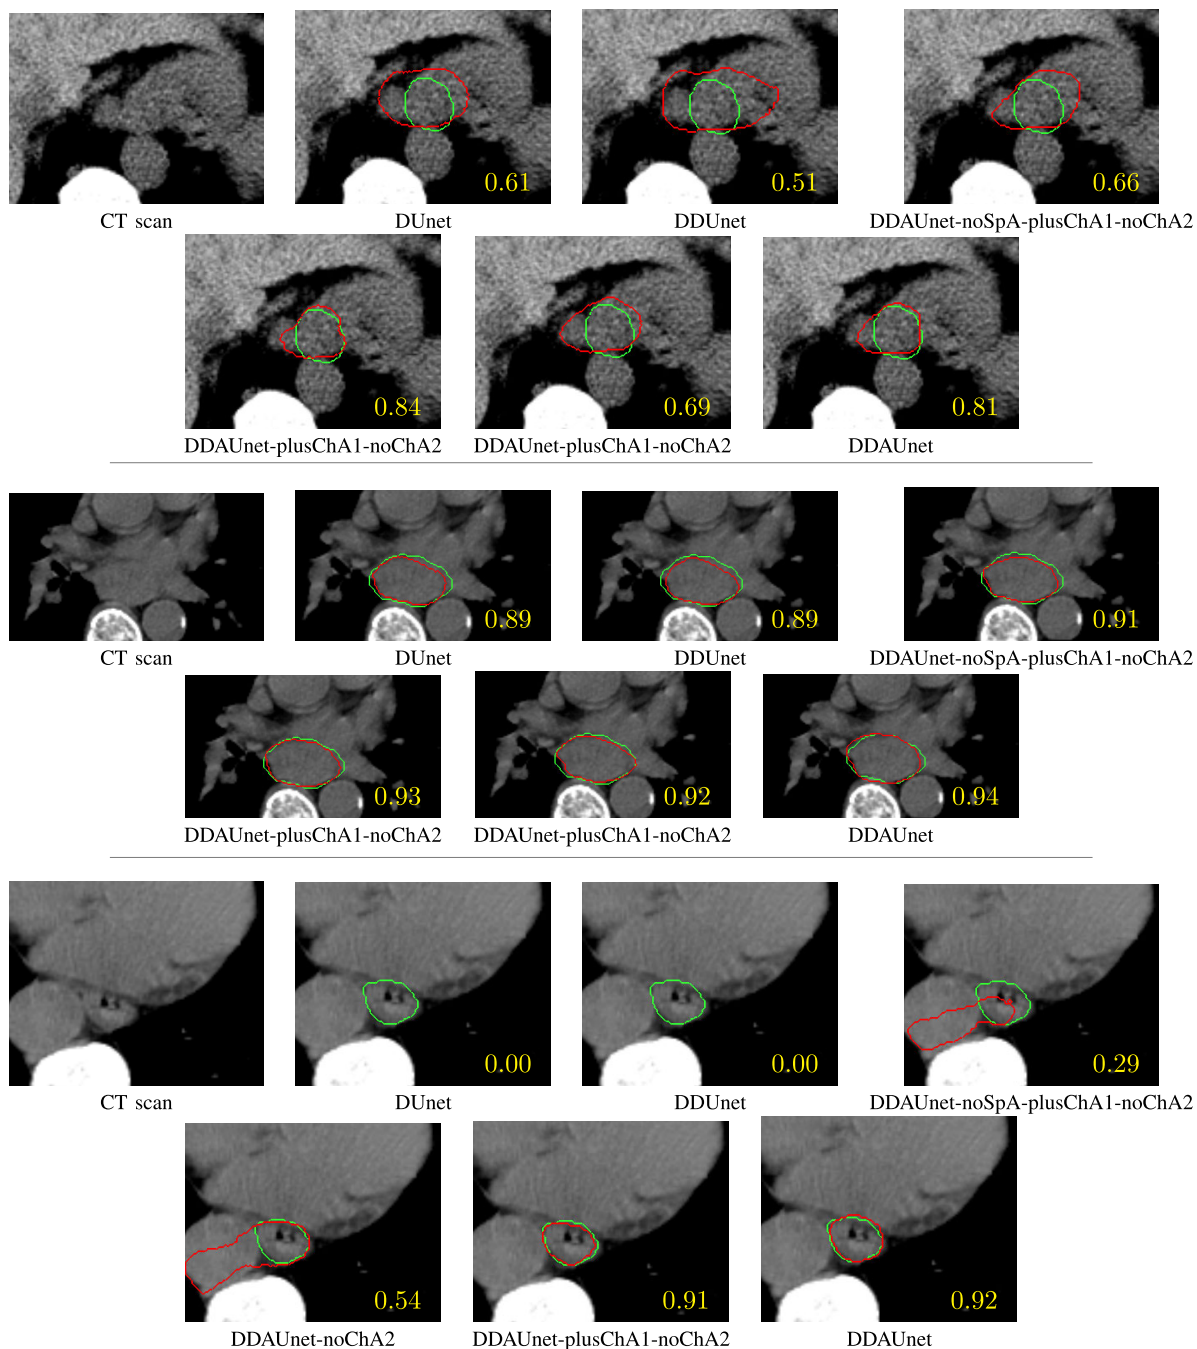 0.61 0.51 0.66
CT scan DUnet DDUnet DDAUnet-noSpA-plusChA1-noChA2
0.84 0.69 0.81
DDAUnet-plusChA1-noChA2 DDAUnet-plusChA1-noChA2 DDAUnet
0.89 0.89 0.91
CT scan DUnet DDUnet DDAUnet-noSpA-plusChA1-noChA2
0.93 0.92 0.94
DDAUnet-plusChA1-noChA2 DDAUnet-plusChA1-noChA2 DDAUnet
0.00 0.00 0.29
CT scan DUnet DDUnet DDAUnet-noSpA-plusChA1-noChA2
0.54 0.91 0.92
DDAUnet-noChA2 DDAUnet-plusChA1-noChA2 DDAUnet